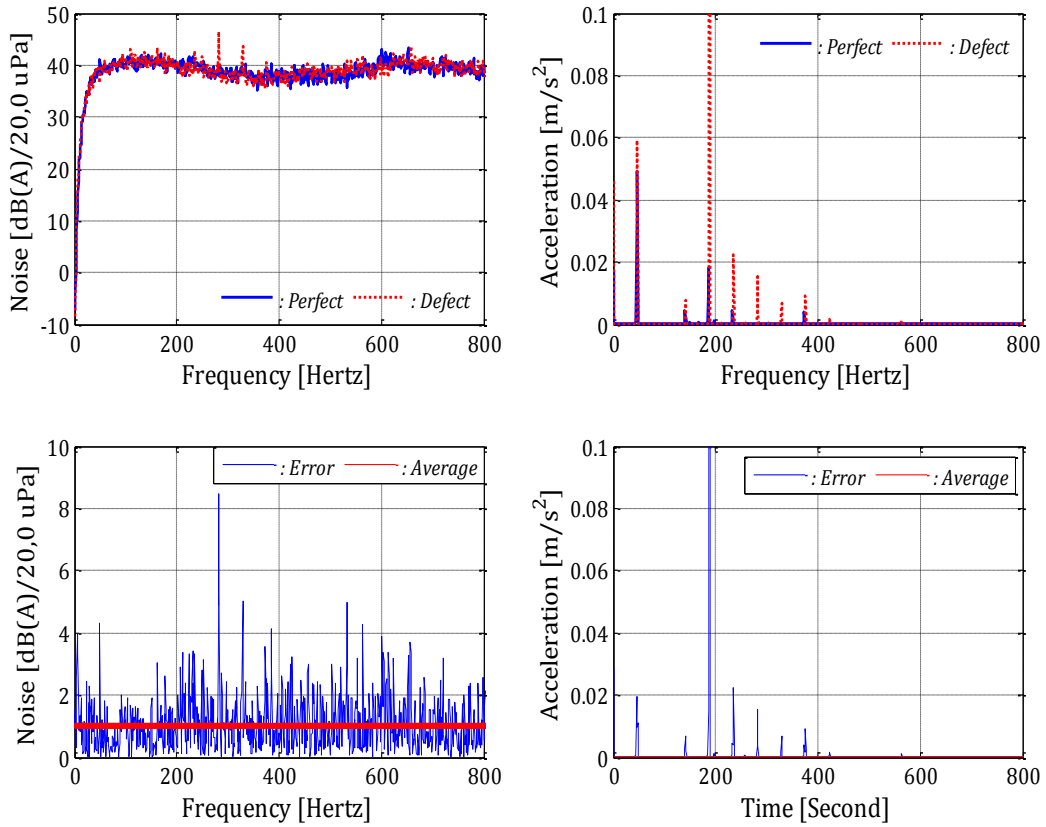 50
40
30
20
10
0
-10
Noise [dB(A)/20,0 uPa]
: Perfect : Defect
0 200 400 600 800
Frequency [Hertz]
0.1
0.08
0.06
0.04
0.02
0
Acceleration [m/s²]
: Perfect : Defect
0 200 400 600 800
Frequency [Hertz]
10
8
6
4
2
0
Noise [dB(A)/20,0 uPa]
: Error : Average
0 200 400 600 800
Frequency [Hertz]
0.1
0.08
0.06
0.04
0.02
0
Acceleration [m/s²]
: Error : Average
0 200 400 600 800
Time [Second]